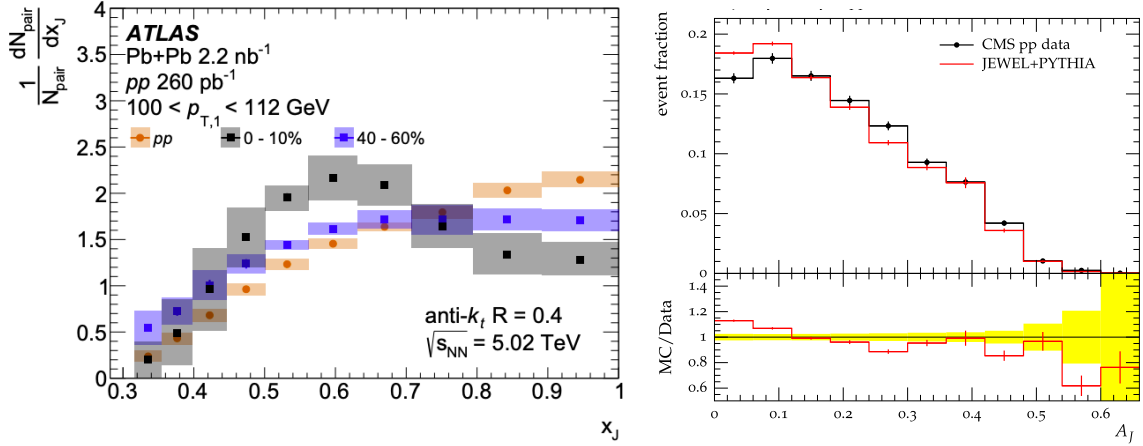 4
3.5
3
2.5
2
1.5
1
0.5
0
1/N_pair dN_pair/dx_J
ATLAS
Pb+Pb 2.2 nb⁻¹
pp 260 pb⁻¹
100 < p_T,1 < 112 GeV
pp 0 - 10% 40 - 60%
anti-k_t R = 0.4
√s_NN = 5.02 TeV
0.3 0.4 0.5 0.6 0.7 0.8 0.9 1
x_J
event fraction
0.2
0.15
0.1
0.05
0
CMS pp data
JEWEL+PYTHIA
MC/Data
1.4
1.2
1
0.8
0.6
0 0.1 0.2 0.3 0.4 0.5 0.6
A_J